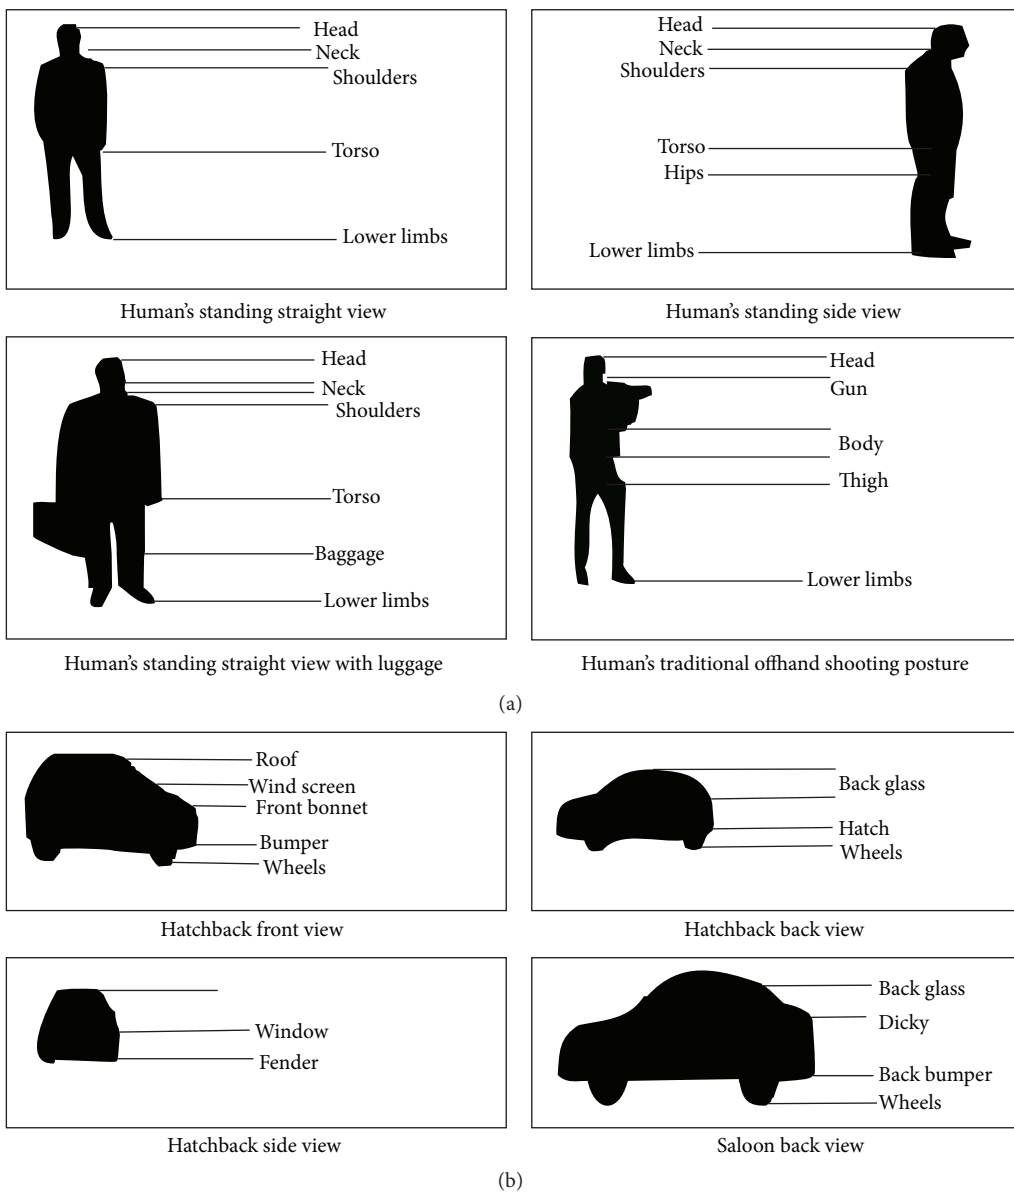 Head
Neck
Shoulders
Torso
Lower limbs
Human's standing straight view
Head
Neck
Shoulders
Torso
Hips
Lower limbs
Human's standing side view
Head
Neck
Shoulders
Torso
Baggage
Lower limbs
Human's standing straight view with luggage
Head
Gun
Body
Thigh
Lower limbs
Human's traditional offhand shooting posture
(a)
Roof
Wind screen
Front bonnet
Bumper
Wheels
Hatchback front view
Back glass
Hatch
Wheels
Hatchback back view
Window
Fender
Hatchback side view
Back glass
Dicky
Back bumper
Wheels
Saloon back view
(b)